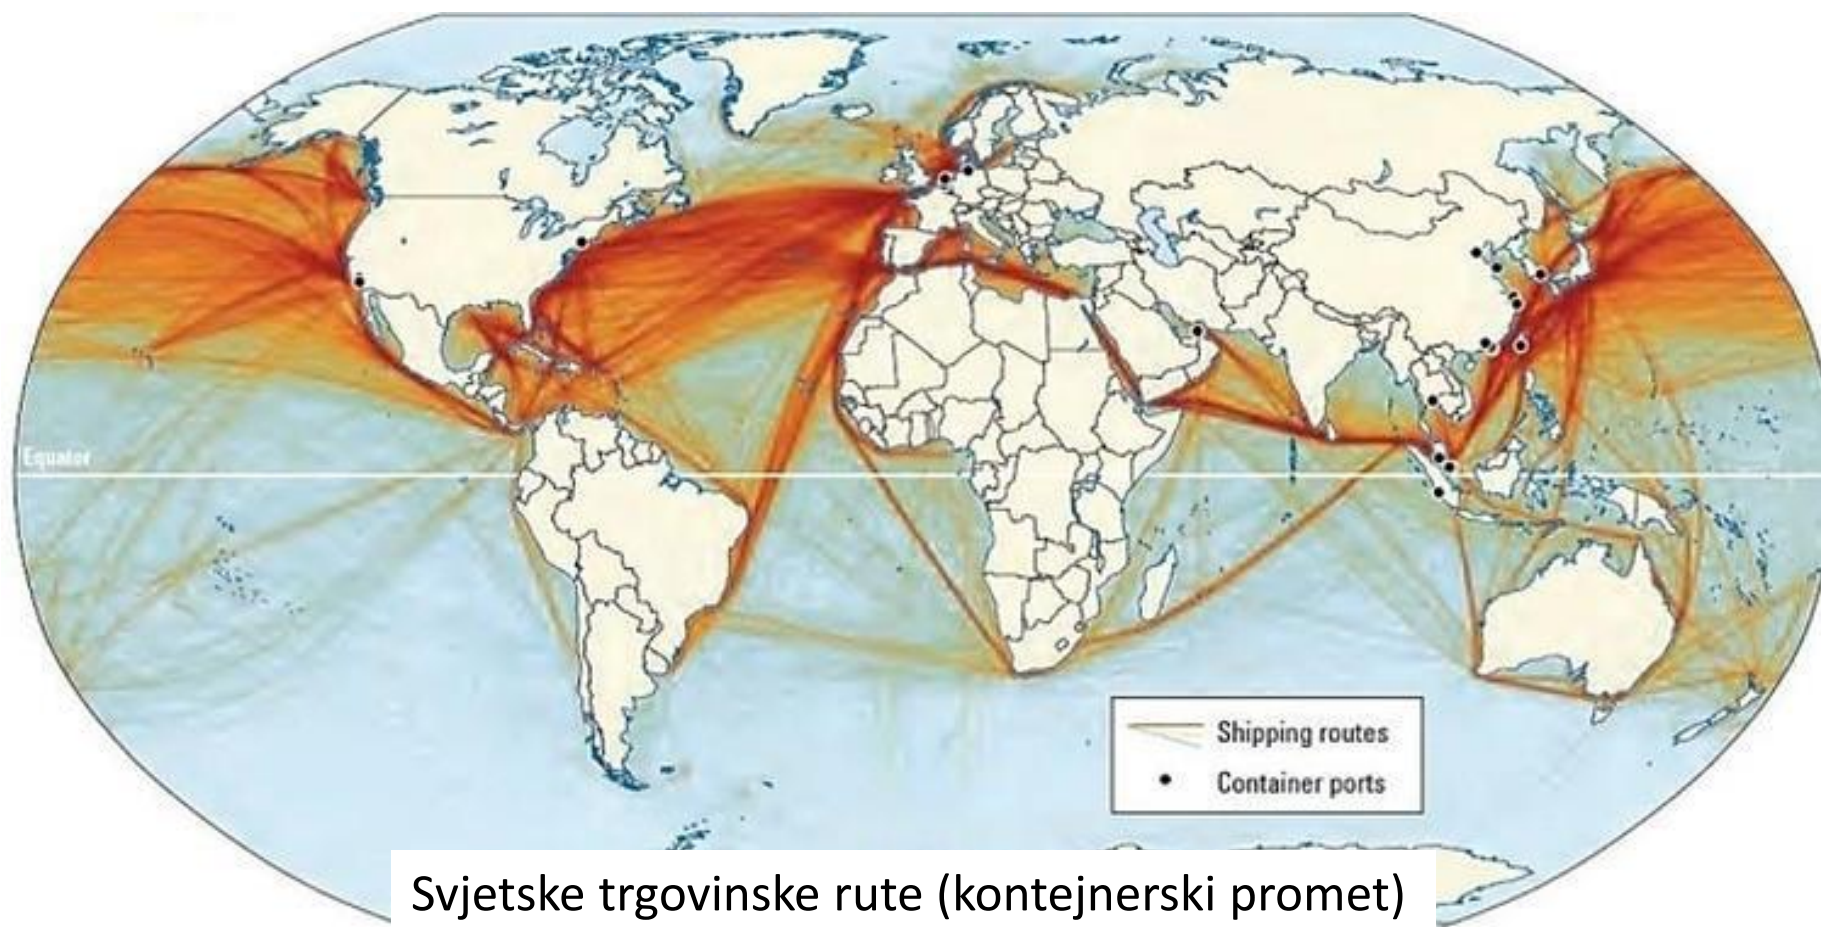 Equator
Shipping routes
Container ports
Svjetske trgovinske rute (kontejnerski promet)